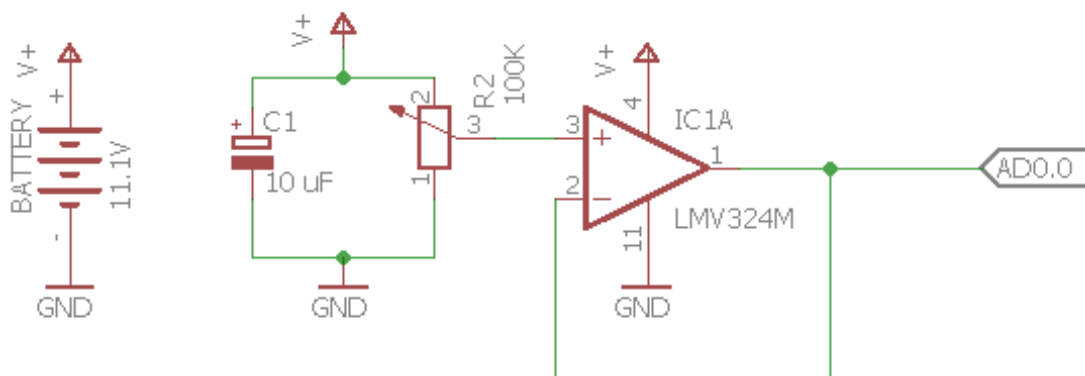 V+
+
BATTERY
11.1V
-
GND
V+
+
C1
10 uF
2
3
1
R2
100K
GND
V+
4
3
+
2
−
1
IC1A
LMV324M
11
GND
AD0.0